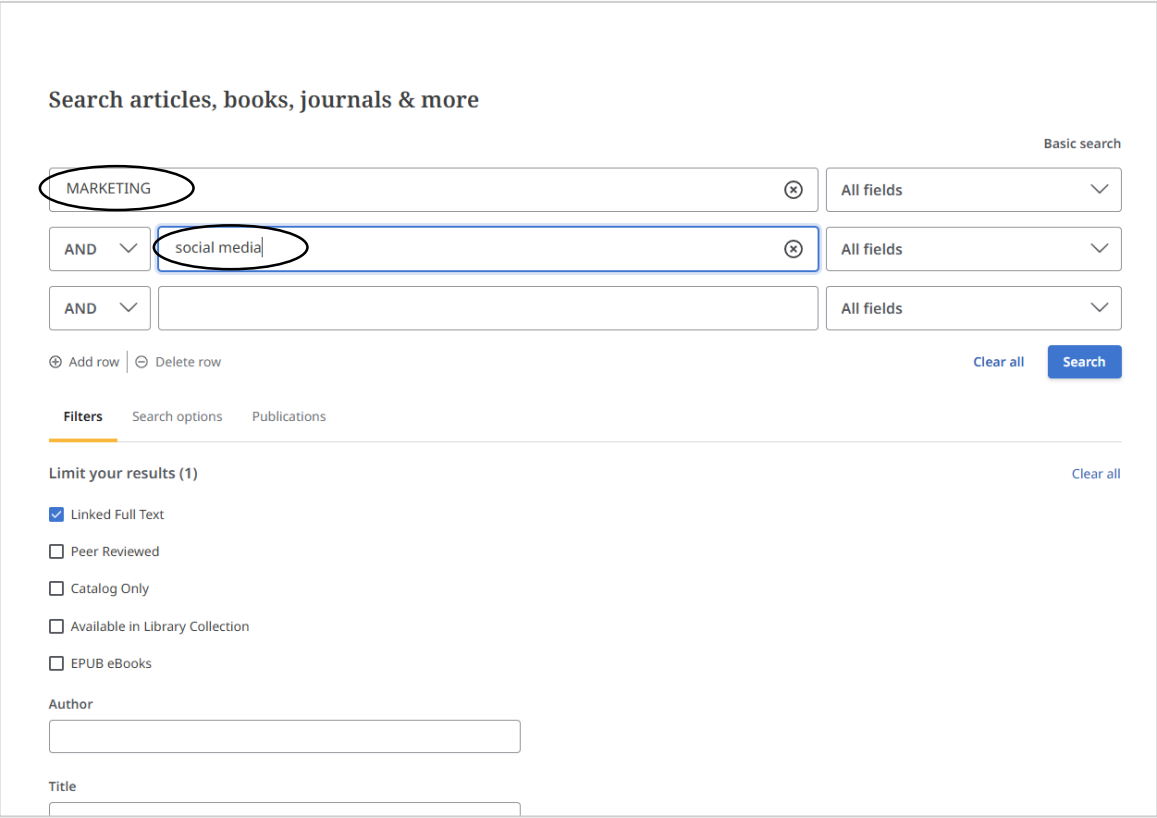 Search articles, books, journals & more
Basic search
MARKETING All fields
AND social media All fields
AND All fields
Add row Delete row Clear all Search
Filters Search options Publications
Limit your results (1) Clear all
Linked Full Text
Peer Reviewed
Catalog Only
Available in Library Collection
EPUB eBooks
Author
Title